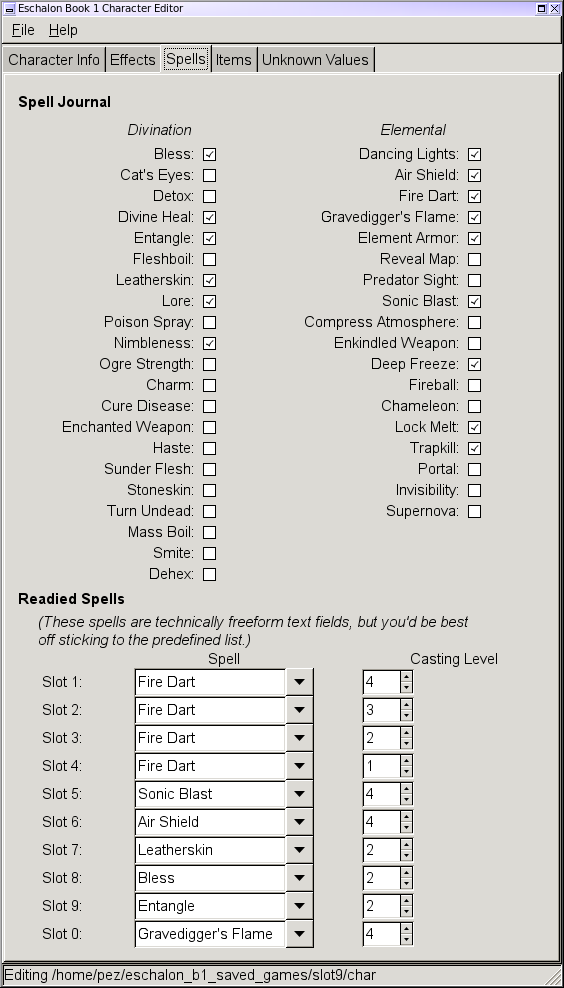 Eschalon Book 1 Character Editor
File Help
Character Info Effects Spells Items Unknown Values
Spell Journal
Divination Elemental
Bless: Dancing Lights:
Cat's Eyes: Air Shield:
Detox: Fire Dart:
Divine Heal: Gravedigger's Flame:
Entangle: Element Armor:
Fleshboil: Reveal Map:
Leatherskin: Predator Sight:
Lore: Sonic Blast:
Poison Spray: Compress Atmosphere:
Nimbleness: Enkindled Weapon:
Ogre Strength: Deep Freeze:
Charm: Fireball:
Cure Disease: Chameleon:
Enchanted Weapon: Lock Melt:
Haste: Trapkill:
Sunder Flesh: Portal:
Stoneskin: Invisibility:
Turn Undead: Supernova:
Mass Boil:
Smite:
Dehex:
Readied Spells
(These spells are technically freeform text fields, but you'd be best
off sticking to the predefined list.)
Spell Casting Level
Slot 1: Fire Dart 4
Slot 2: Fire Dart 3
Slot 3: Fire Dart 2
Slot 4: Fire Dart 1
Slot 5: Sonic Blast 4
Slot 6: Air Shield 4
Slot 7: Leatherskin 2
Slot 8: Bless 2
Slot 9: Entangle 2
Slot 0: Gravedigger's Flame 4
Editing /home/pez/eschalon_b1_saved_games/slot9/char